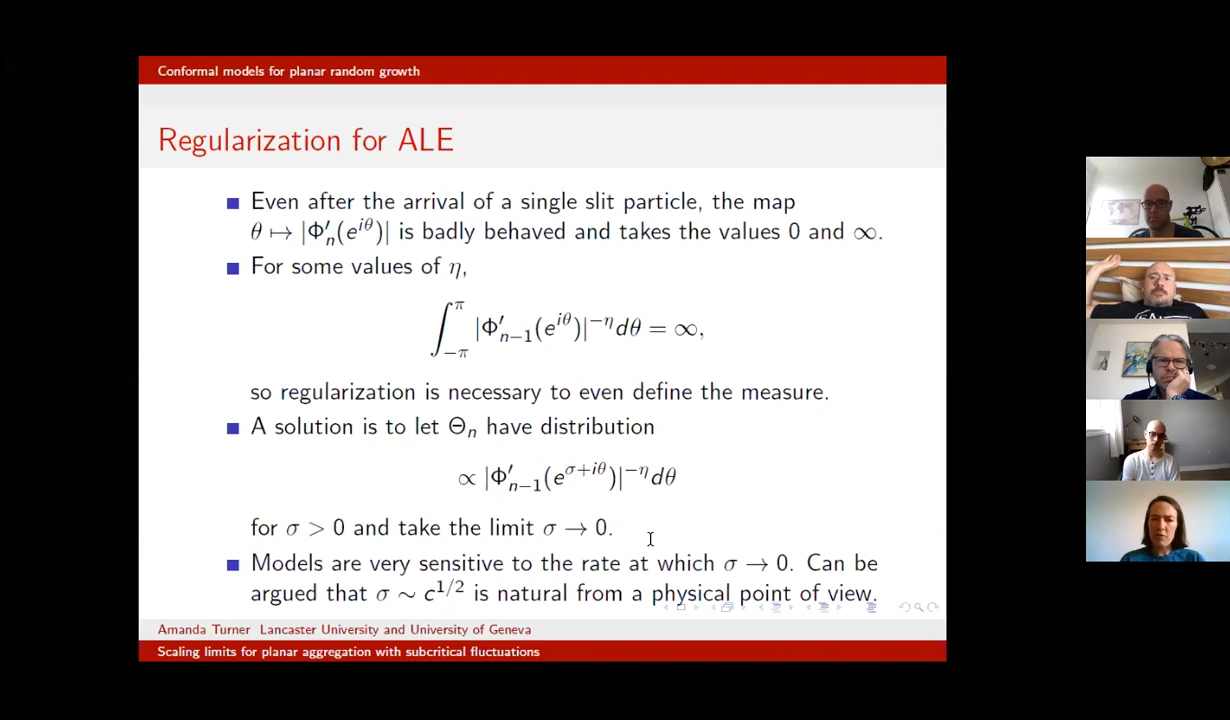 Conformal models for planar random growth
Regularization for ALE
Even after the arrival of a single slit particle, the map
θ ↦ |Φ′ₙ(e^{iθ})| is badly behaved and takes the values 0 and ∞.
For some values of η,
∫_{−π}^{π} |Φ′_{n−1}(e^{iθ})|^{−η} dθ = ∞,
so regularization is necessary to even define the measure.
A solution is to let Θₙ have distribution
∝ |Φ′_{n−1}(e^{σ+iθ})|^{−η} dθ
for σ > 0 and take the limit σ → 0.
Models are very sensitive to the rate at which σ → 0. Can be
argued that σ ∼ c^{1/2} is natural from a physical point of view.
Amanda Turner Lancaster University and University of Geneva
Scaling limits for planar aggregation with subcritical fluctuations